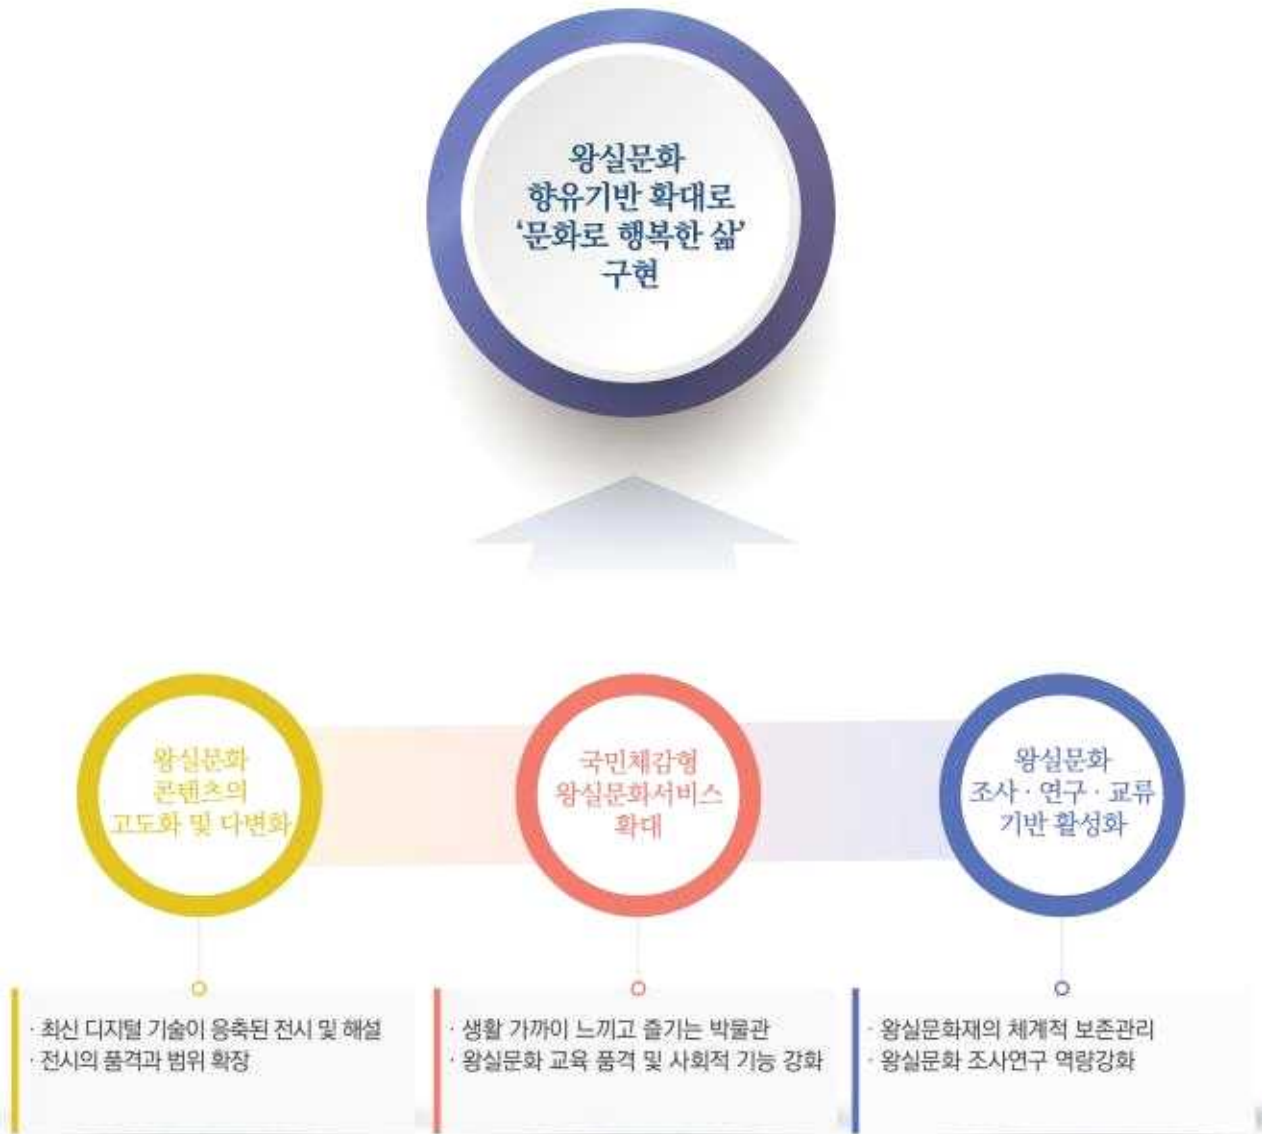 왕실문화
향유기반 확대로
‘문화로 행복한 삶’
구현
왕실문화
콘텐츠의
고도화 및 다변화
국민체감형
왕실문화서비스
확대
왕실문화
조사 · 연구 · 교류
기반 활성화
· 최신 디지털 기술이 응축된 전시 및 해설
· 전시의 품격과 범위 확장
· 생활 가까이 느끼고 즐기는 박물관
· 왕실문화 교육 품격 및 사회적 기능 강화
· 왕실문화재의 체계적 보존관리
· 왕실문화 조사연구 역량강화